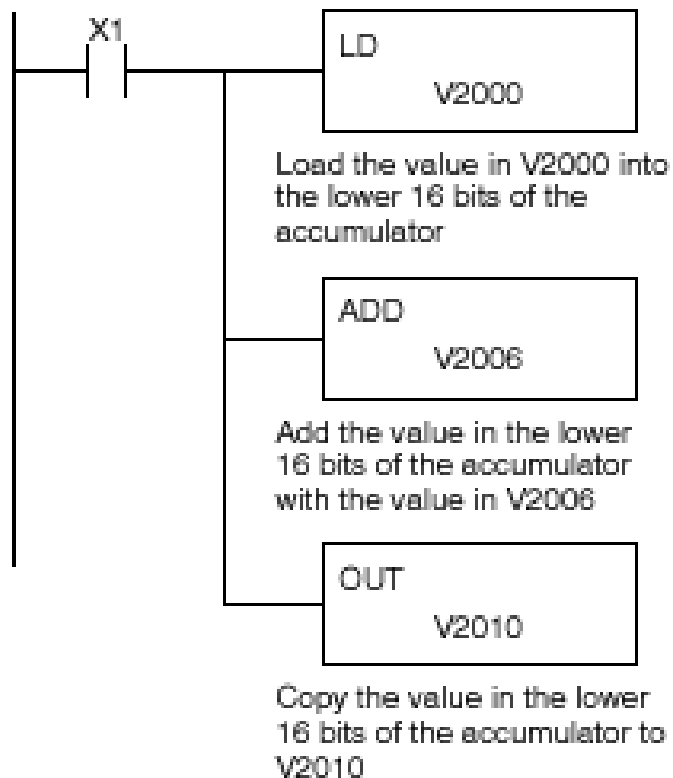 X1
LD
V2000
Load the value in V2000 into
the lower 16 bits of the
accumulator
ADD
V2006
Add the value in the lower
16 bits of the accumulator
with the value in V2006
OUT
V2010
Copy the value in the lower
16 bits of the accumulator to
V2010